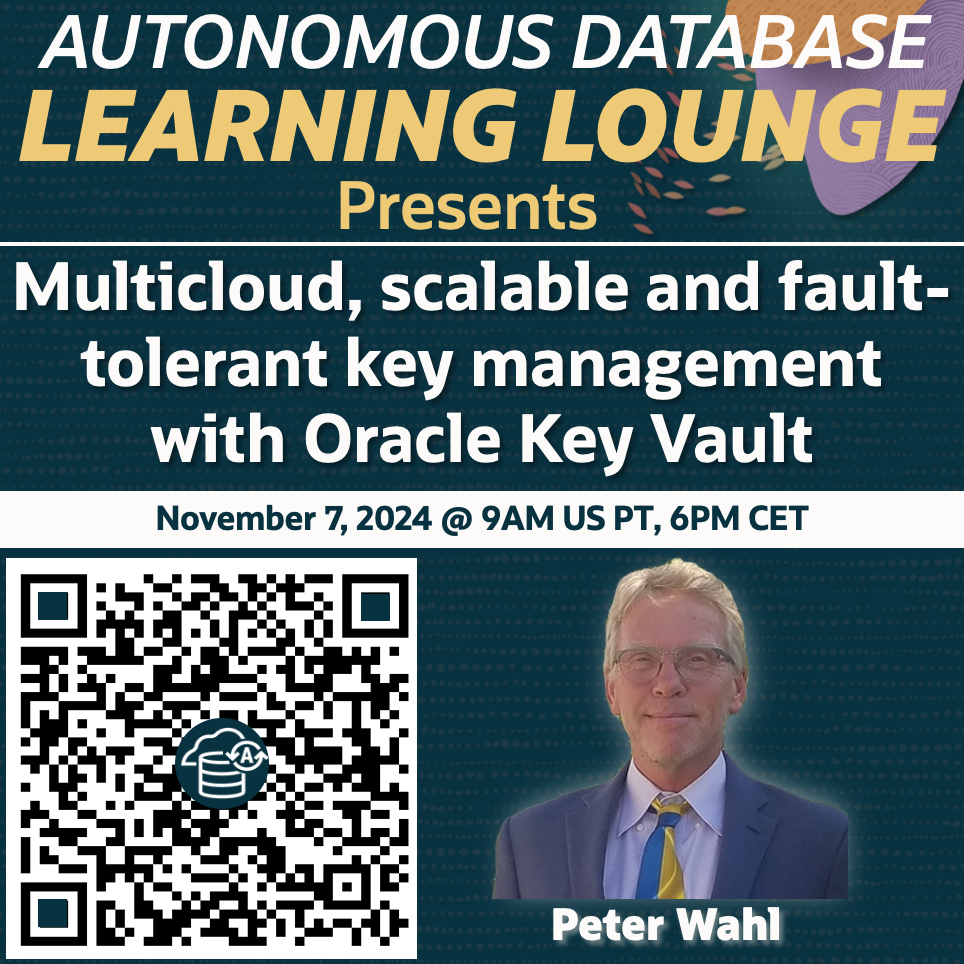 AUTONOMOUS DATABASE
LEARNING LOUNGE
Presents
Multicloud, scalable and fault-
tolerant key management
with Oracle Key Vault
November 7, 2024 @ 9AM US PT, 6PM CET
A
Peter Wahl